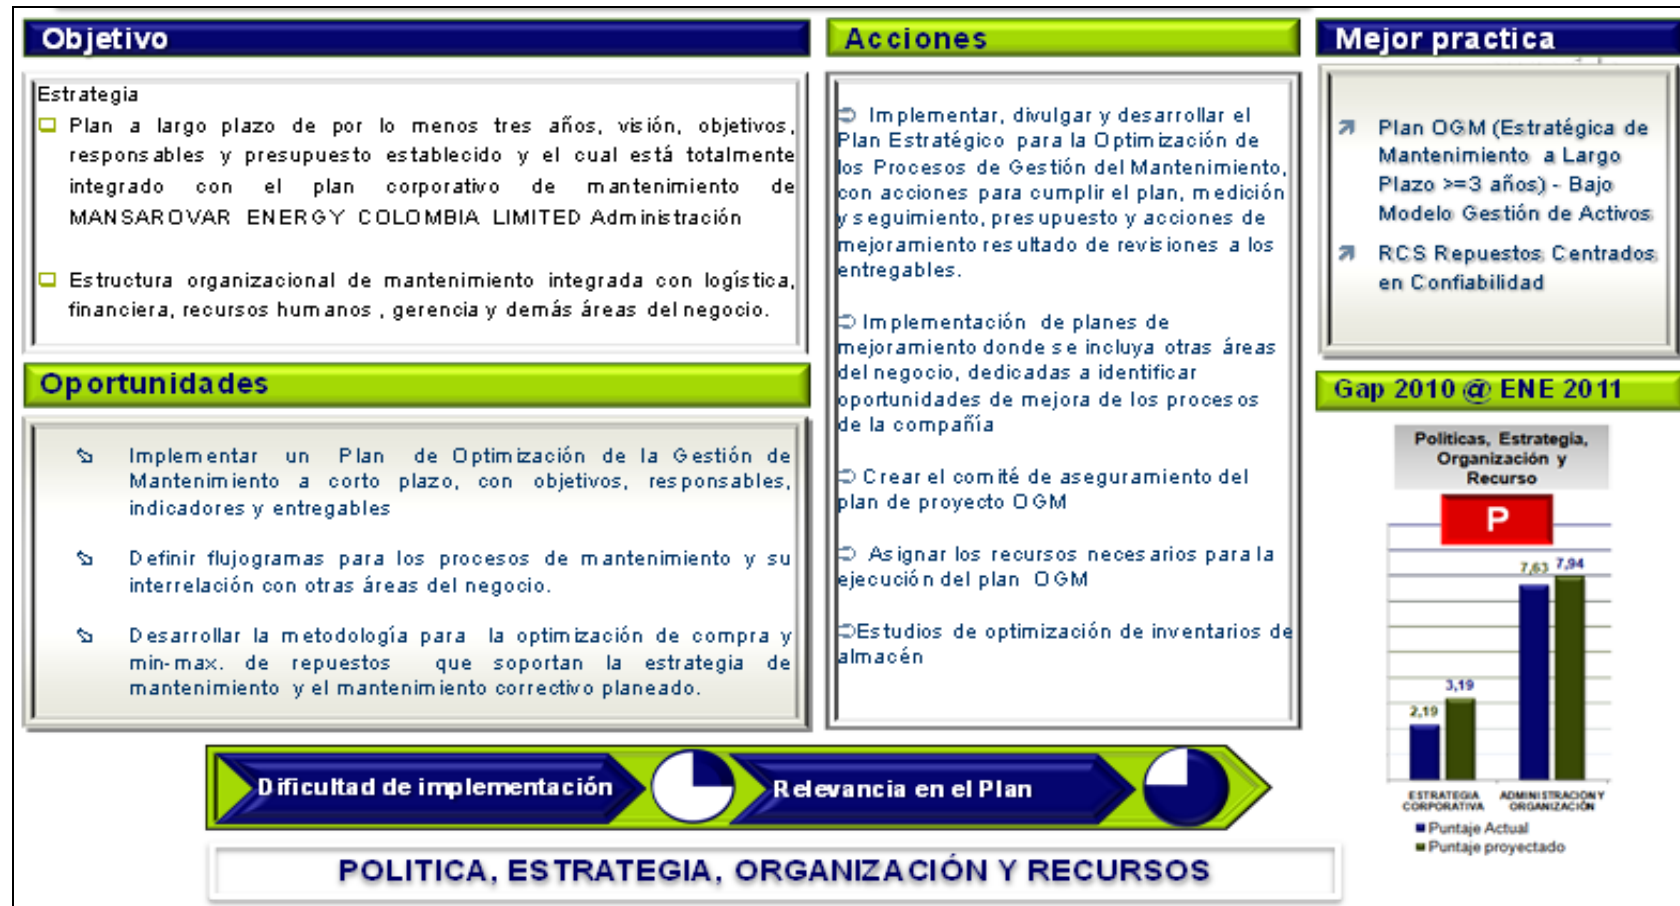 Objetivo
Estrategia
Plan a largo plazo de por lo menos tres años, visión, objetivos,
responsables y presupuesto establecido y el cual está totalmente
integrado con el plan corporativo de mantenimiento de
MANSAROVAR ENERGY COLOMBIA LIMITED Administración
Estructura organizacional de mantenimiento integrada con logística,
financiera, recursos humanos , gerencia y demás áreas del negocio.
Oportunidades
Implementar un Plan de Optimización de la Gestión de
Mantenimiento a corto plazo, con objetivos, responsables,
indicadores y entregables
Definir flujogramas para los procesos de mantenimiento y su
interrelación con otras áreas del negocio.
Desarrollar la metodología para la optimización de compra y
min-max. de repuestos que soportan la estrategia de
mantenimiento y el mantenimiento correctivo planeado.
Acciones
Implementar, divulgar y desarrollar el
Plan Estratégico para la Optimización de
los Procesos de Gestión del Mantenimiento,
con acciones para cumplir el plan, medición
y seguimiento, presupuesto y acciones de
mejoramiento resultado de revisiones a los
entregables.
Implementación de planes de
mejoramiento donde se incluya otras áreas
del negocio, dedicadas a identificar
oportunidades de mejora de los procesos
de la compañía
Crear el comité de aseguramiento del
plan de proyecto OGM
Asignar los recursos necesarios para la
ejecución del plan OGM
Estudios de optimización de inventarios de
almacén
Mejor practica
Plan OGM (Estratégica de
Mantenimiento a Largo
Plazo >=3 años) - Bajo
Modelo Gestión de Activos
RCS Repuestos Centrados
en Confiabilidad
Gap 2010 @ ENE 2011
Politicas, Estrategia,
Organización y
Recurso
P
7,63 7,94
3,19
2,19
ESTRATEGIA CORPORATIVA
ADMINISTRACION Y ORGANIZACIÓN
Puntaje Actual
Puntaje proyectado
Dificultad de implementación
Relevancia en el Plan
POLITICA, ESTRATEGIA, ORGANIZACIÓN Y RECURSOS